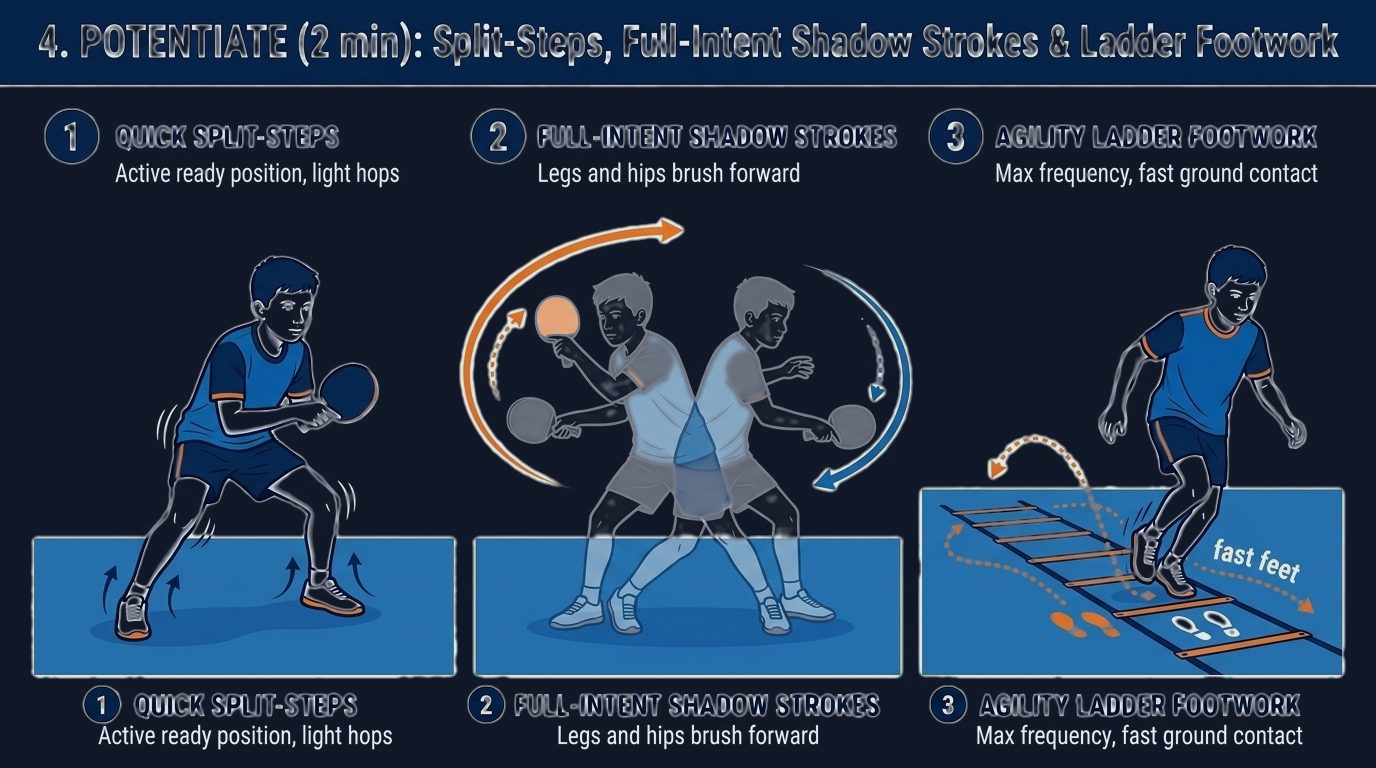 4. POTENTIATE (2 min): Split-Steps, Full-Intent Shadow Strokes & Ladder Footwork
1 QUICK SPLIT-STEPS
Active ready position, light hops
2 FULL-INTENT SHADOW STROKES
Legs and hips brush forward
3 AGILITY LADDER FOOTWORK
Max frequency, fast ground contact
fast feet
1 QUICK SPLIT-STEPS
Active ready position, light hops
2 FULL-INTENT SHADOW STROKES
Legs and hips brush forward
3 AGILITY LADDER FOOTWORK
Max frequency, fast ground contact